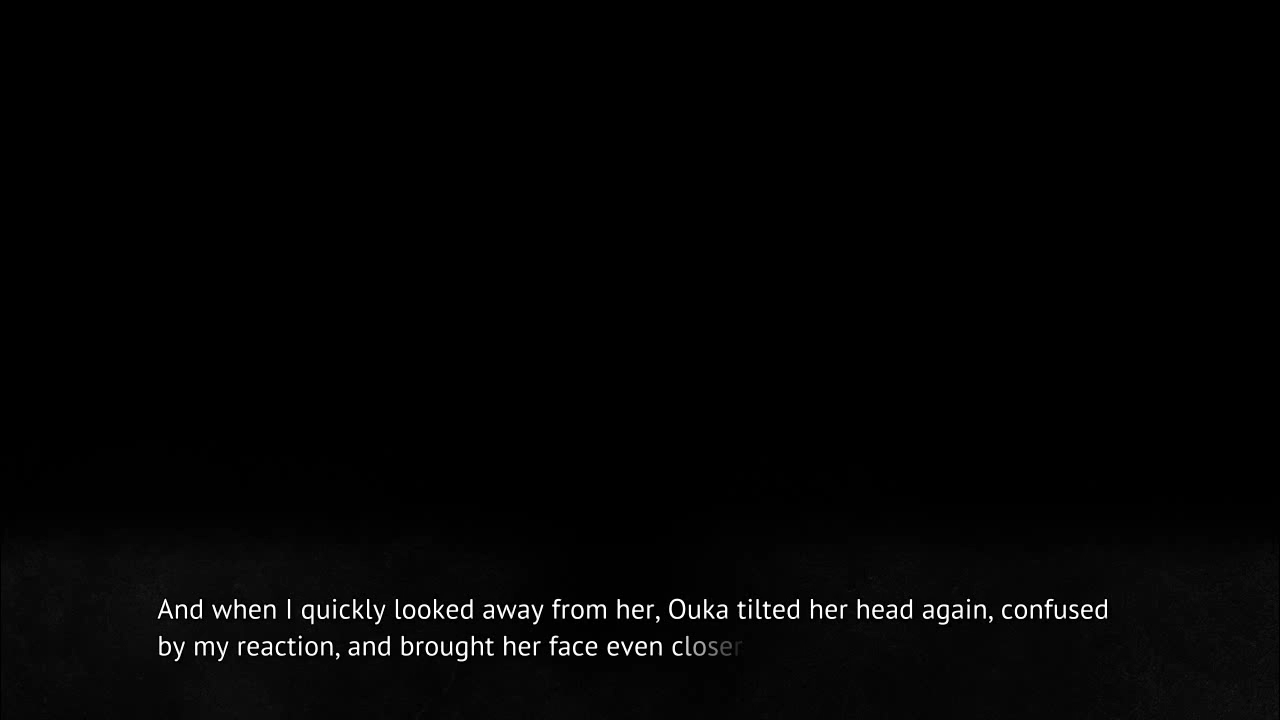 And when I quickly looked away from her, Ouka tilted her head again, confused
by my reaction, and brought her face even closer